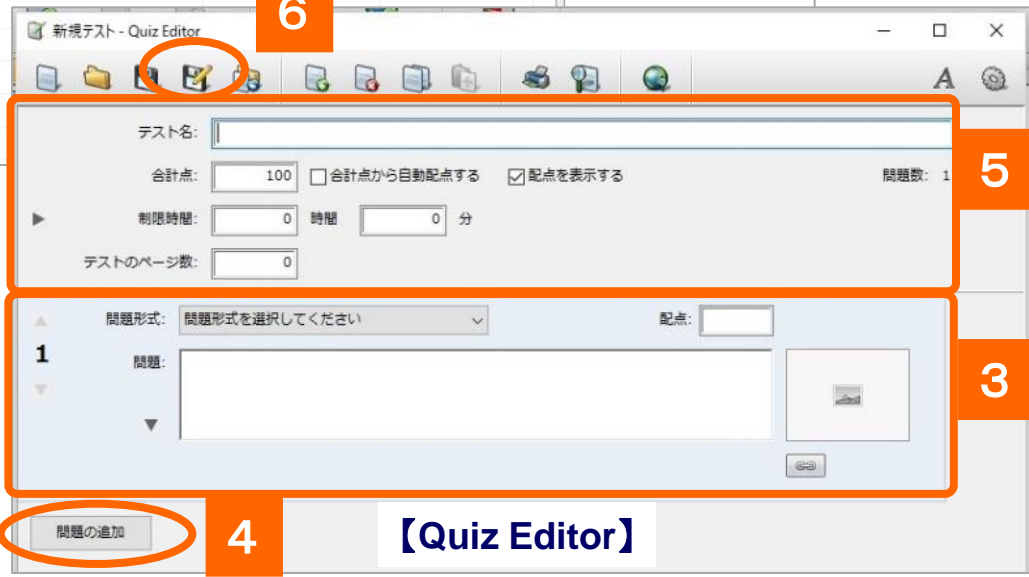 6
新規テスト - Quiz Editor
A
テスト名:
合計点: 100 合計点から自動配点する 配点を表示する 問題数: 1
5
制限時間: 0 時間 0 分
テストのページ数: 0
問題形式: 問題形式を選択してください 配点:
1 問題:
3
問題の追加
4
【Quiz Editor】